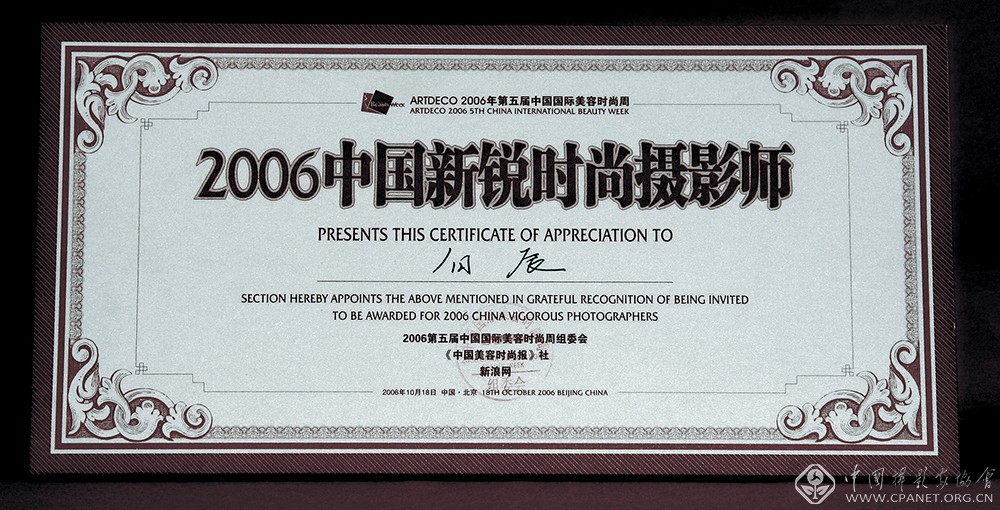 Beauty Week
ARTDECO 2006年第五届中国国际美容时尚周
ARTDECO 2006 5TH CHINA INTERNATIONAL BEAUTY WEEK
2006中国新锐时尚摄影师
PRESENTS THIS CERTIFICATE OF APPRECIATION TO
辰
SECTION HEREBY APPOINTS THE ABOVE MENTIONED IN GRATEFUL RECOGNITION OF BEING INVITED
TO BE AWARDED FOR 2006 CHINA VIGOROUS PHOTOGRAPHERS
2006第五届中国国际美容时尚周组委会
《中国美容时尚报》社
新浪网
组委会
2006年10月18日 中国·北京 18TH OCTOBER 2006 BEIJING CHINA
中国摄影家协会
WWW.CPANET.ORG.CN